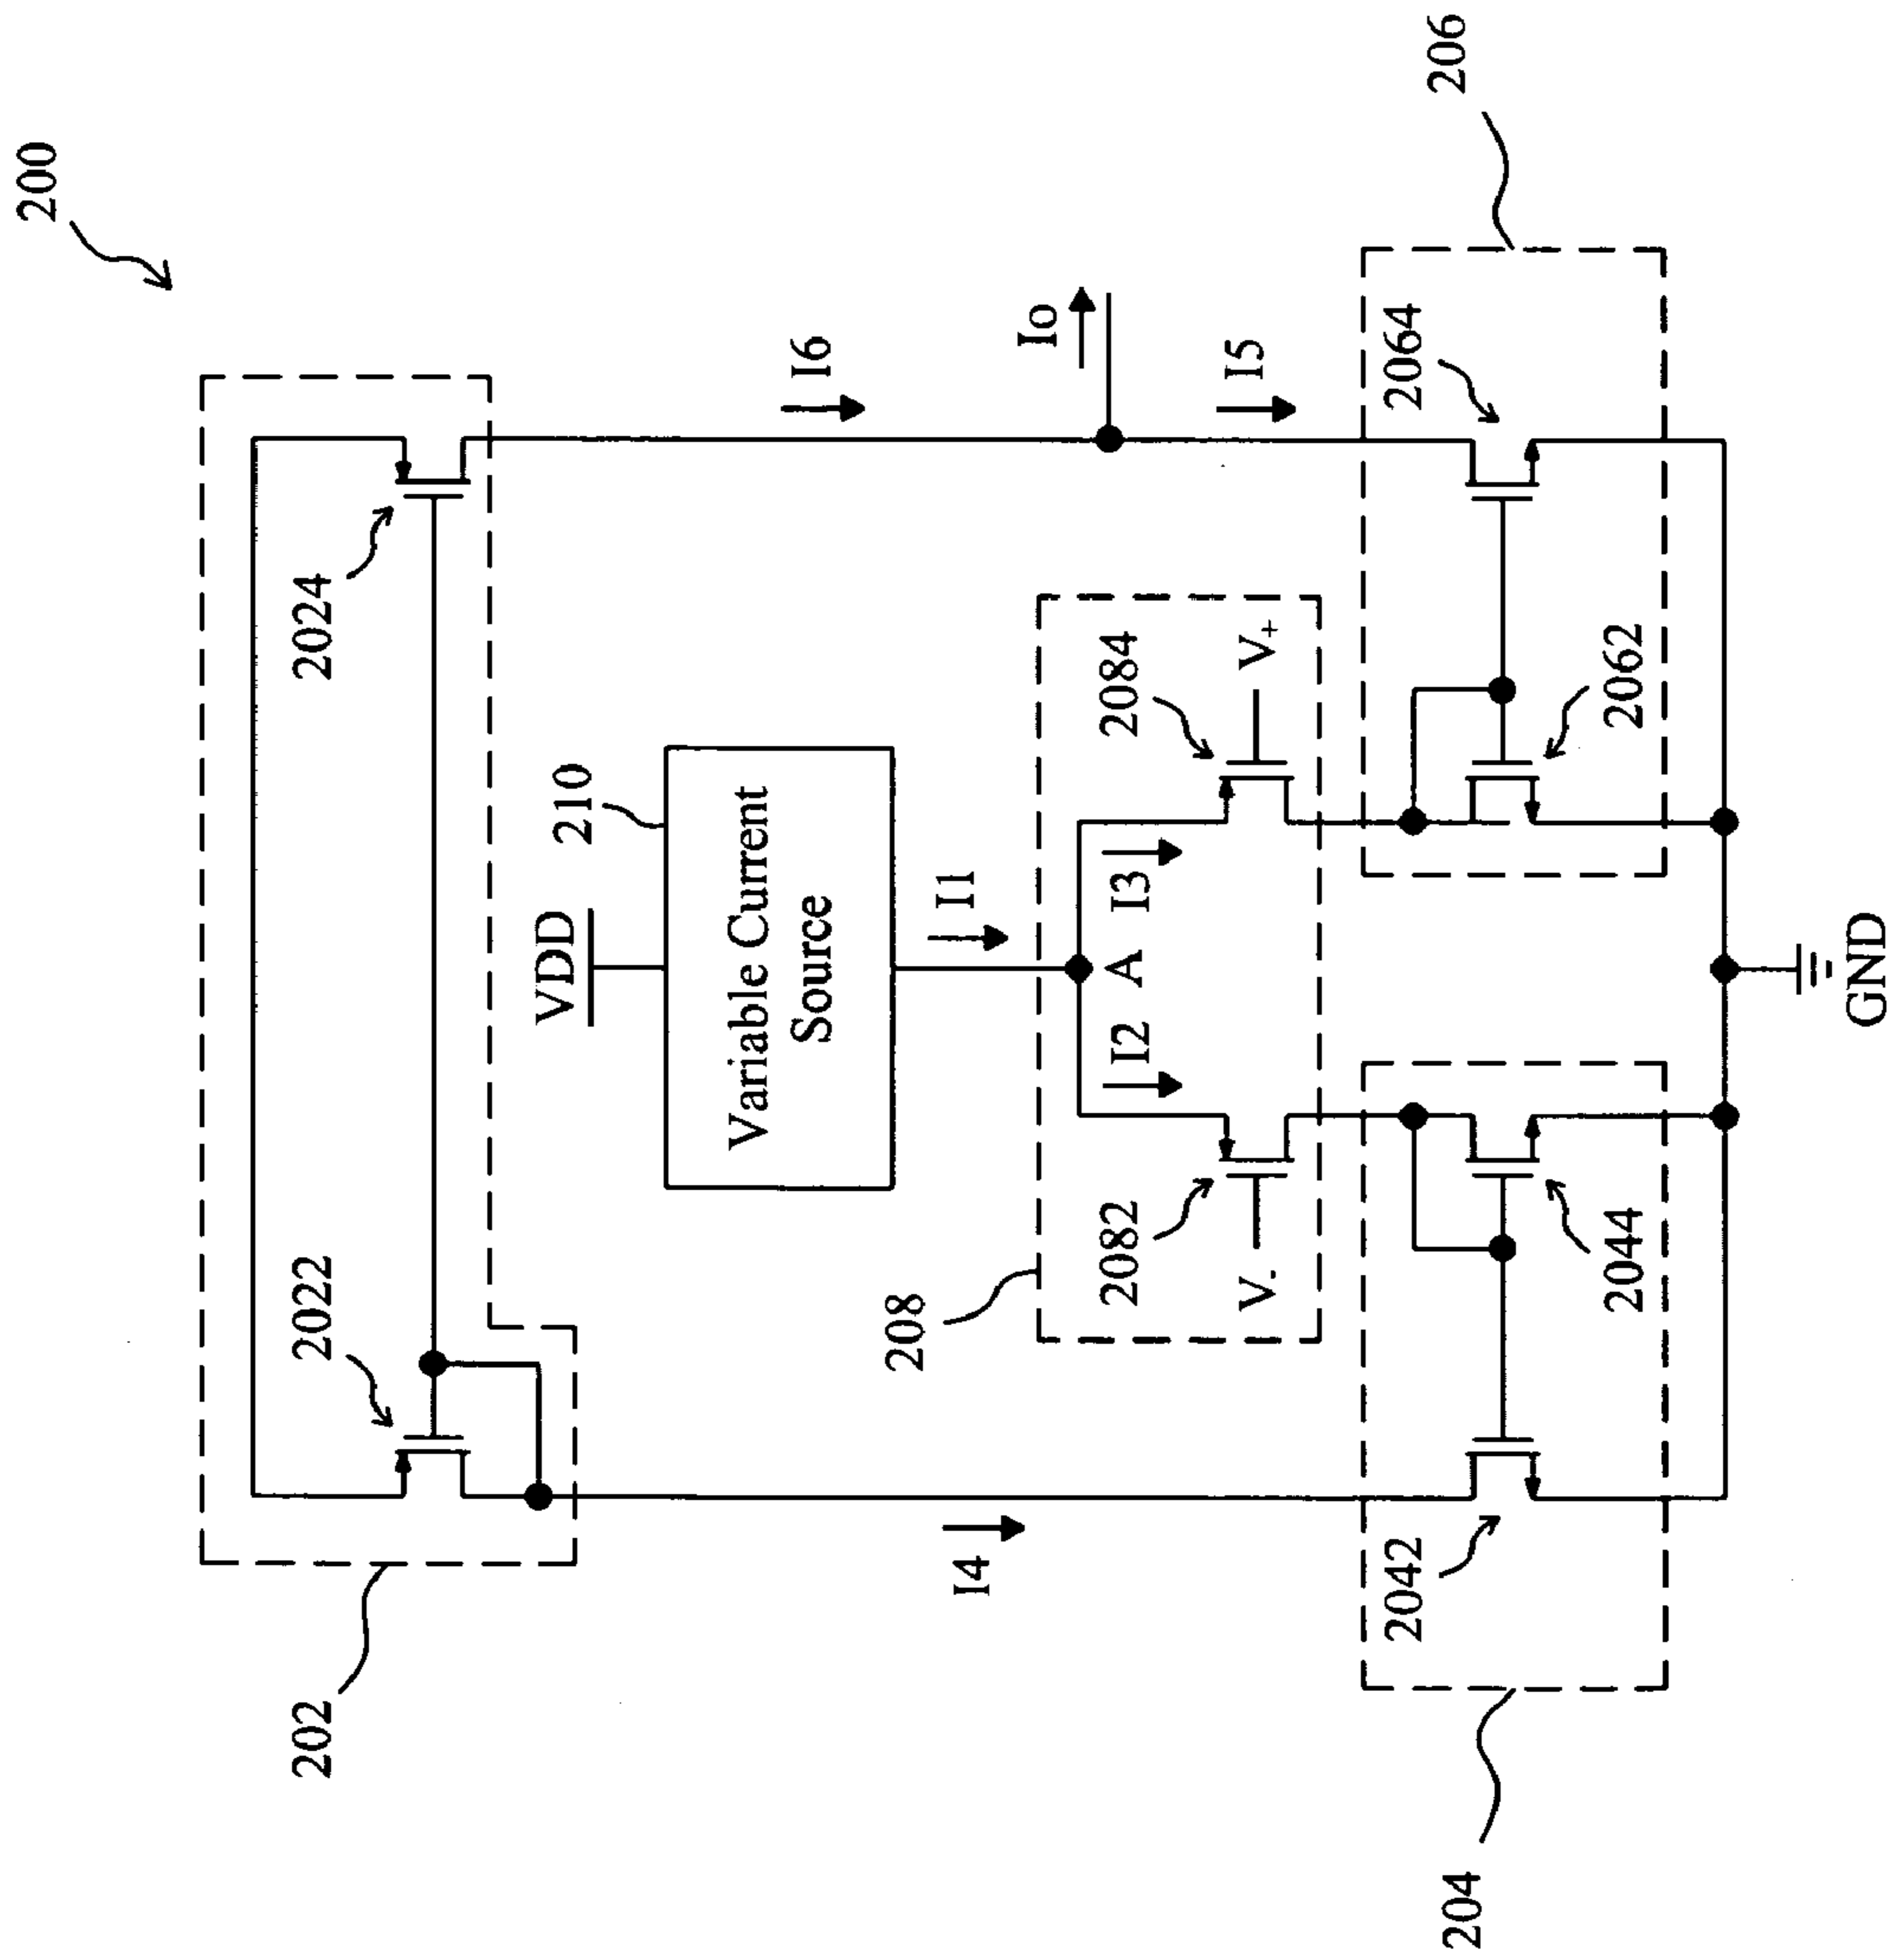 200
202
2022
2024
VDD
210
Variable Current
Source
I1
I6
I4
208
A
I2
I3
Io
2082
2084
V-
V+
I5
204
2042
2044
2062
2064
206
GND